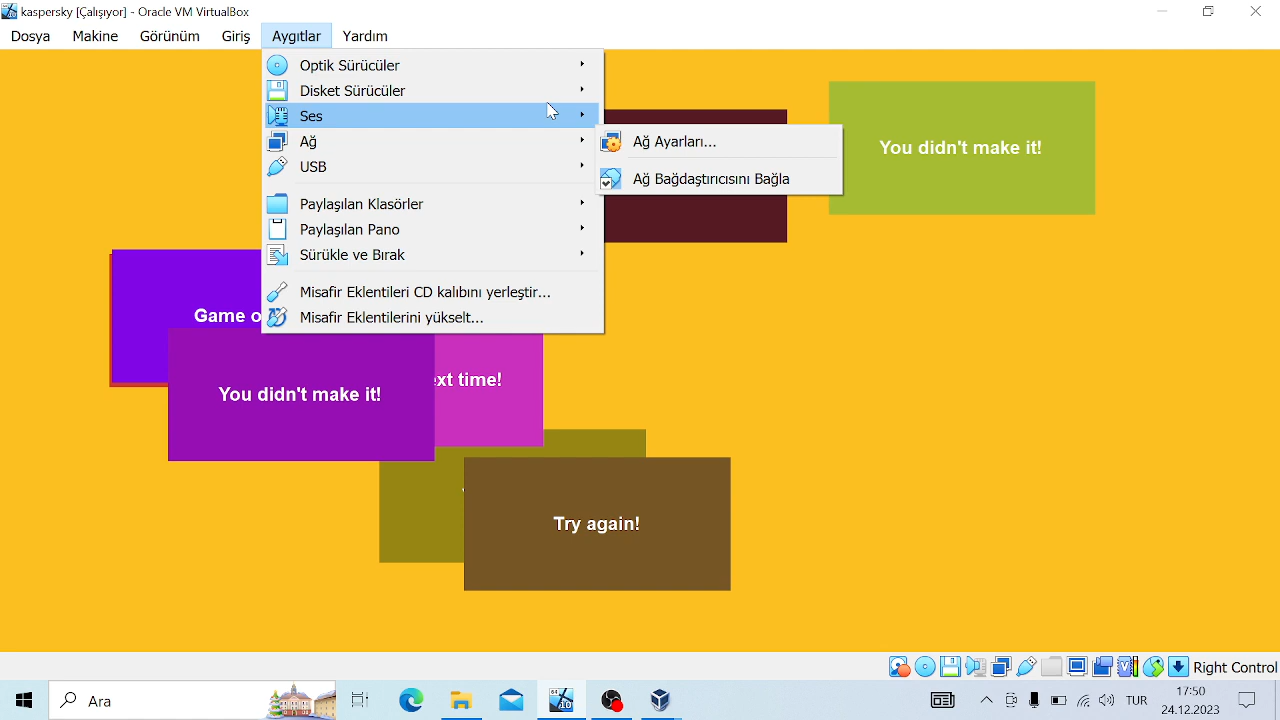 kaspersky [Çalışıyor] - Oracle VM VirtualBox
Dosya Makine Görünüm Giriş Aygıtlar Yardım
Optik Sürücüler
Disket Sürücüler
Ses
Ağ
USB
Paylaşılan Klasörler
Paylaşılan Pano
Sürükle ve Bırak
Misafir Eklentileri CD kalıbını yerleştir...
Misafir Eklentilerini yükselt...
Ağ Ayarları...
Ağ Bağdaştırıcısını Bağla
You didn't make it!
Game o
You didn't make it!
ext time!
Try again!
Right Control
Ara
64
10
TUR
17:50
24.12.2023